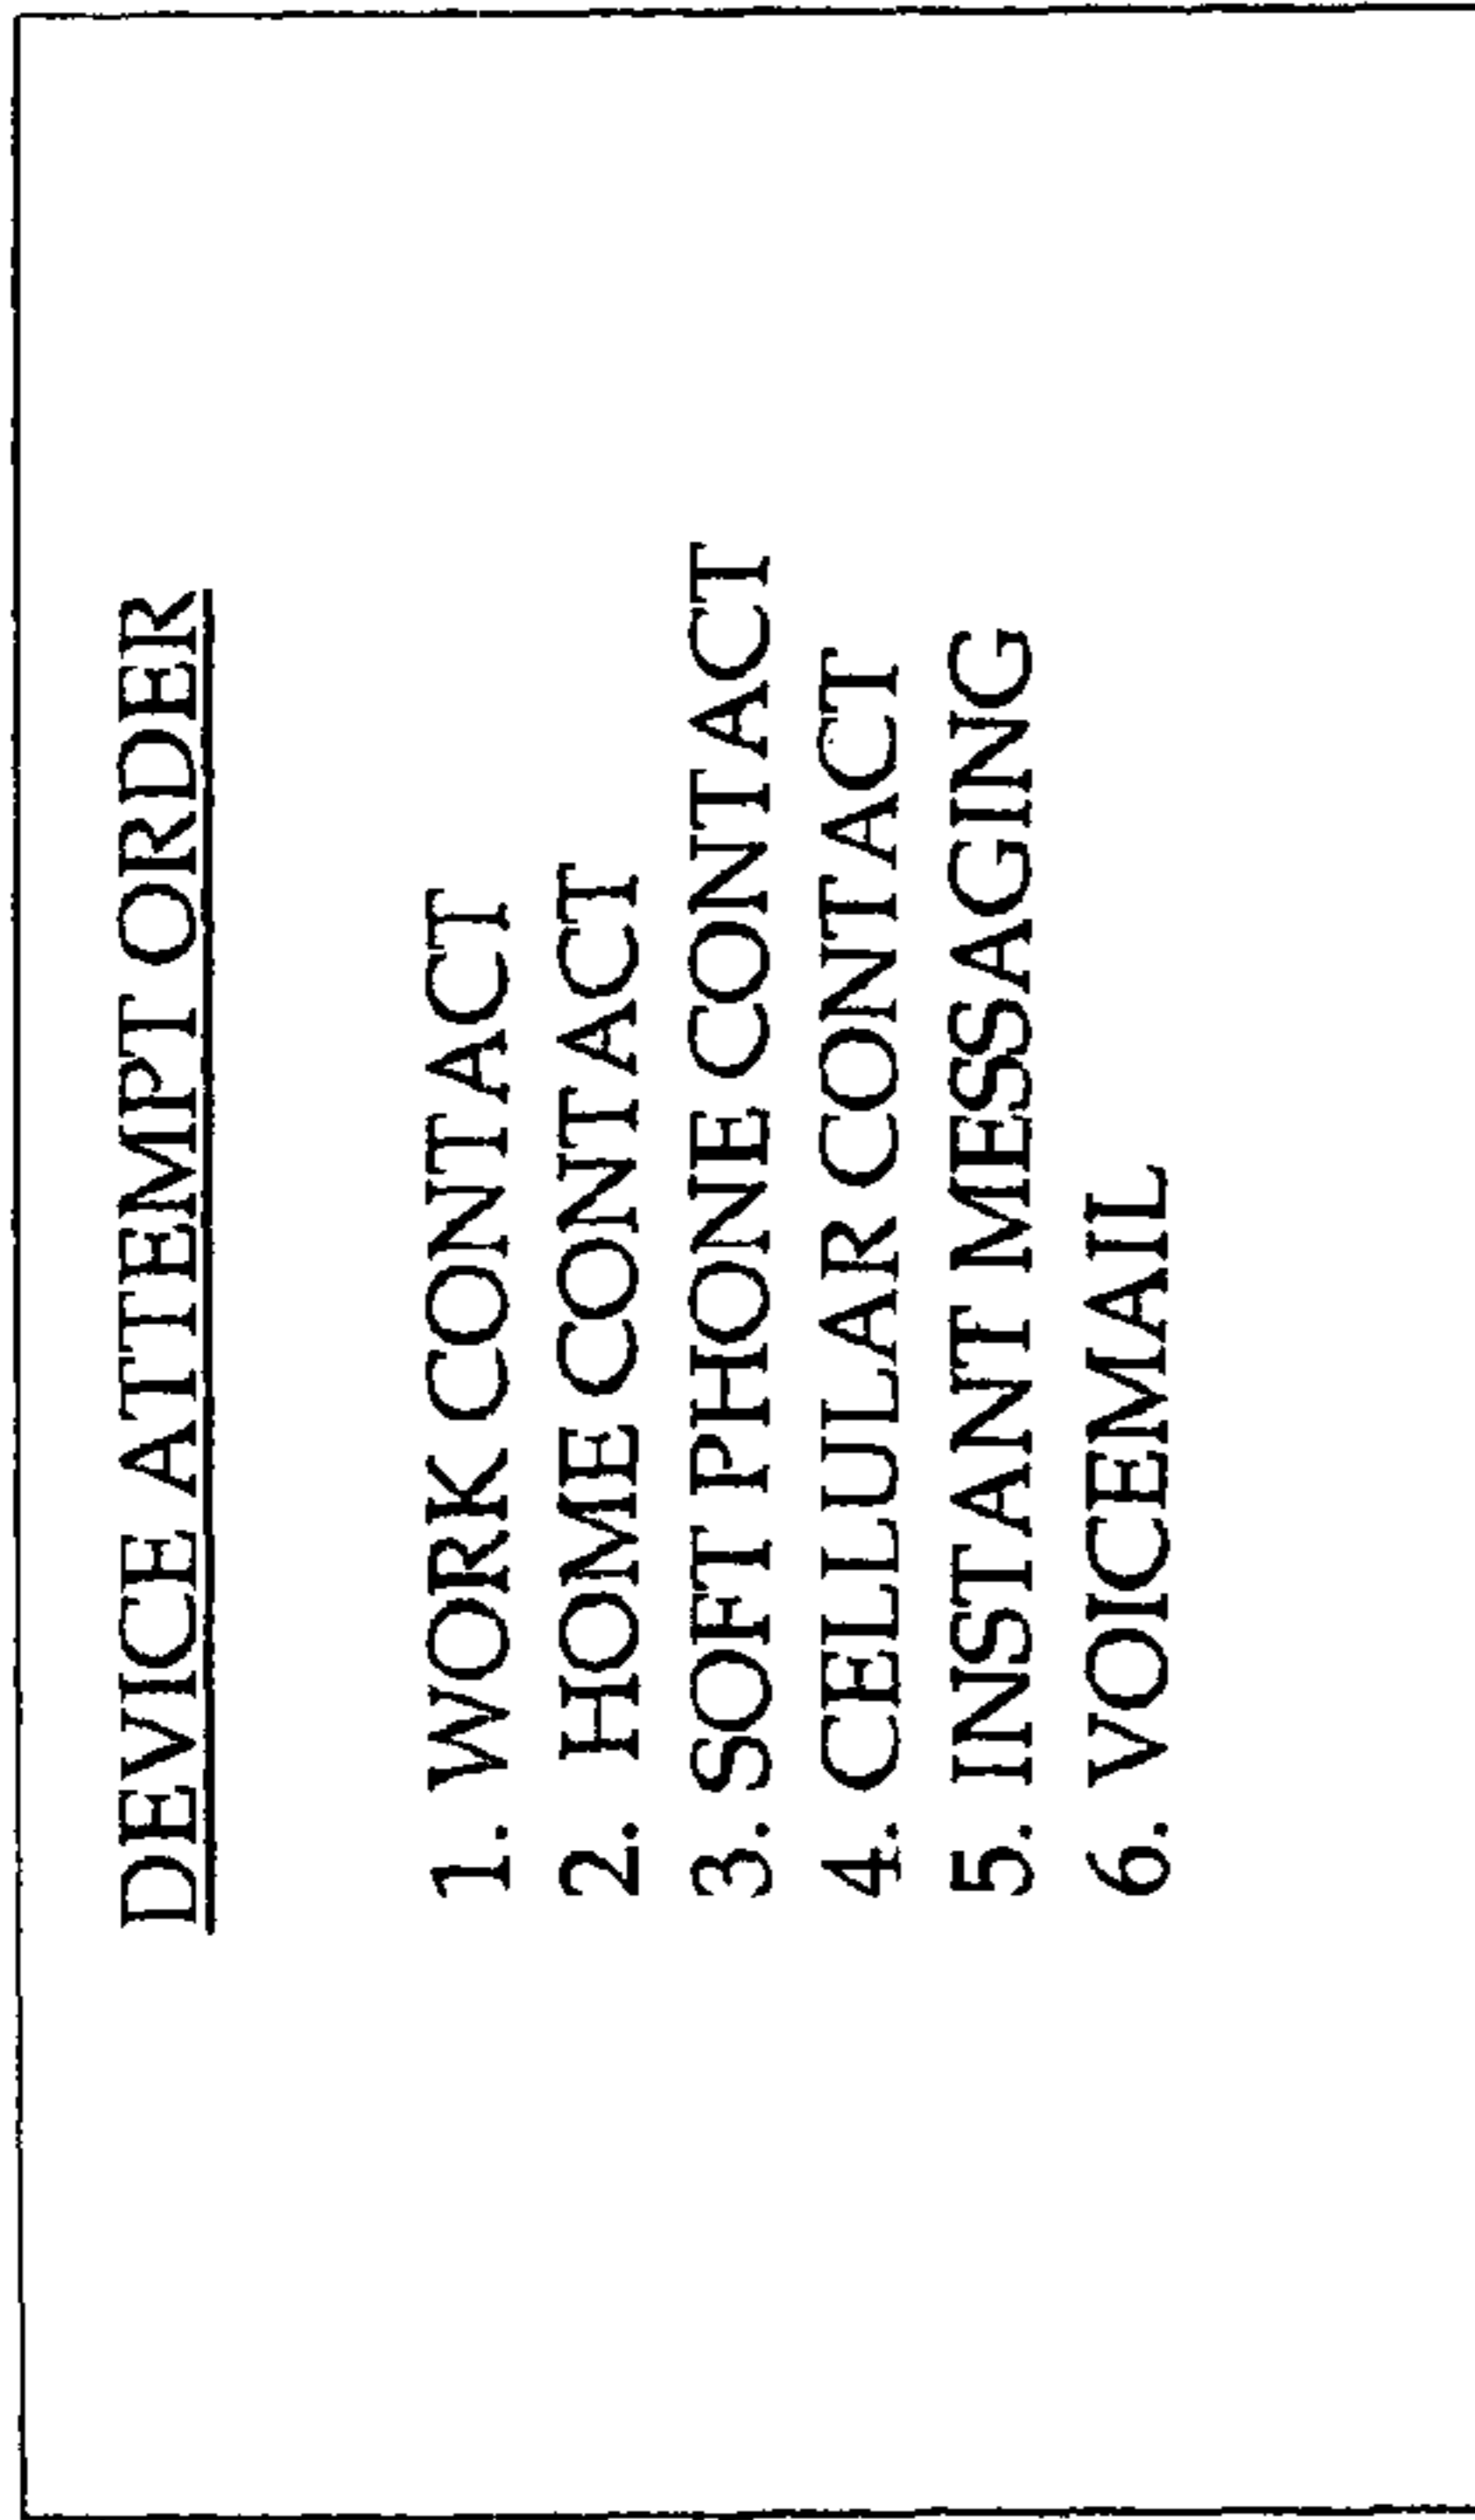 DEVICE ATTEMPT ORDER
1. WORK CONTACT
2. HOME CONTACT
3. SOFT PHONE CONTACT
4. CELLULAR CONTACT
5. INSTANT MESSAGING
6. VOICEMAIL